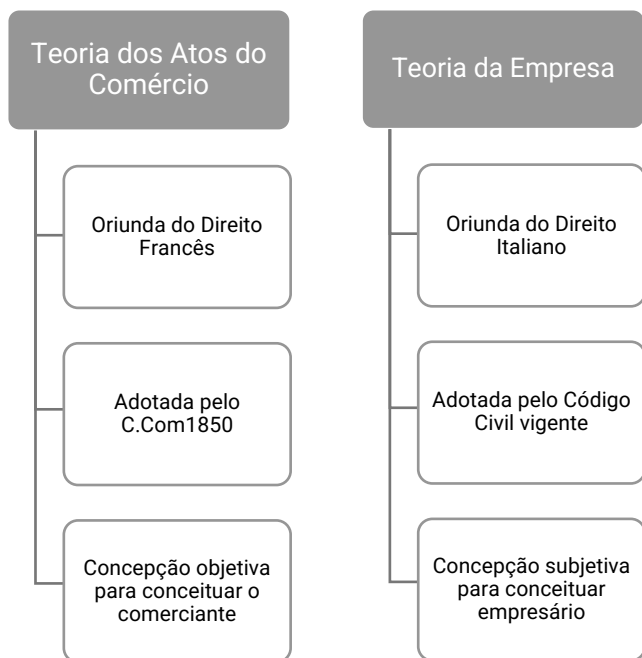 Teoria dos Atos do
Comércio
Oriunda do Direito
Francês
Adotada pelo
C.Com1850
Concepção objetiva
para conceituar o
comerciante
Teoria da Empresa
Oriunda do Direito
Italiano
Adotada pelo Código
Civil vigente
Concepção subjetiva
para conceituar
empresário